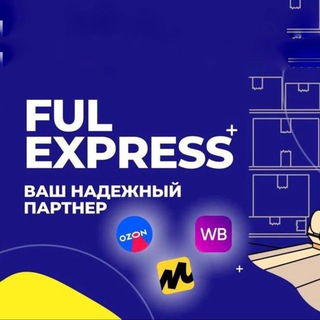 FUL
EXPRESS
ВАШ НАДЕЖНЫЙ
ПАРТНЕР
OZON
WB